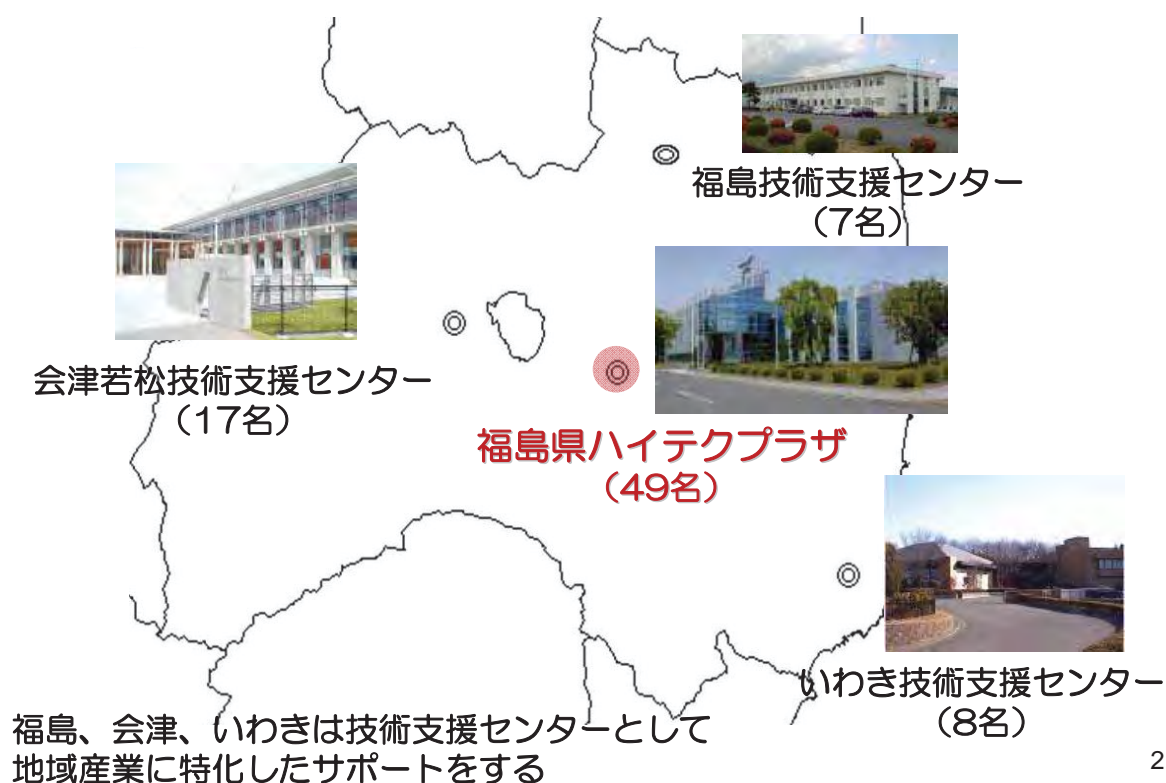 福島技術支援センター
（7名）
会津若松技術支援センター
（17名）
福島県ハイテクプラザ
（49名）
いわき技術支援センター
（8名）
福島、会津、いわきは技術支援センターとして
地域産業に特化したサポートをする
2